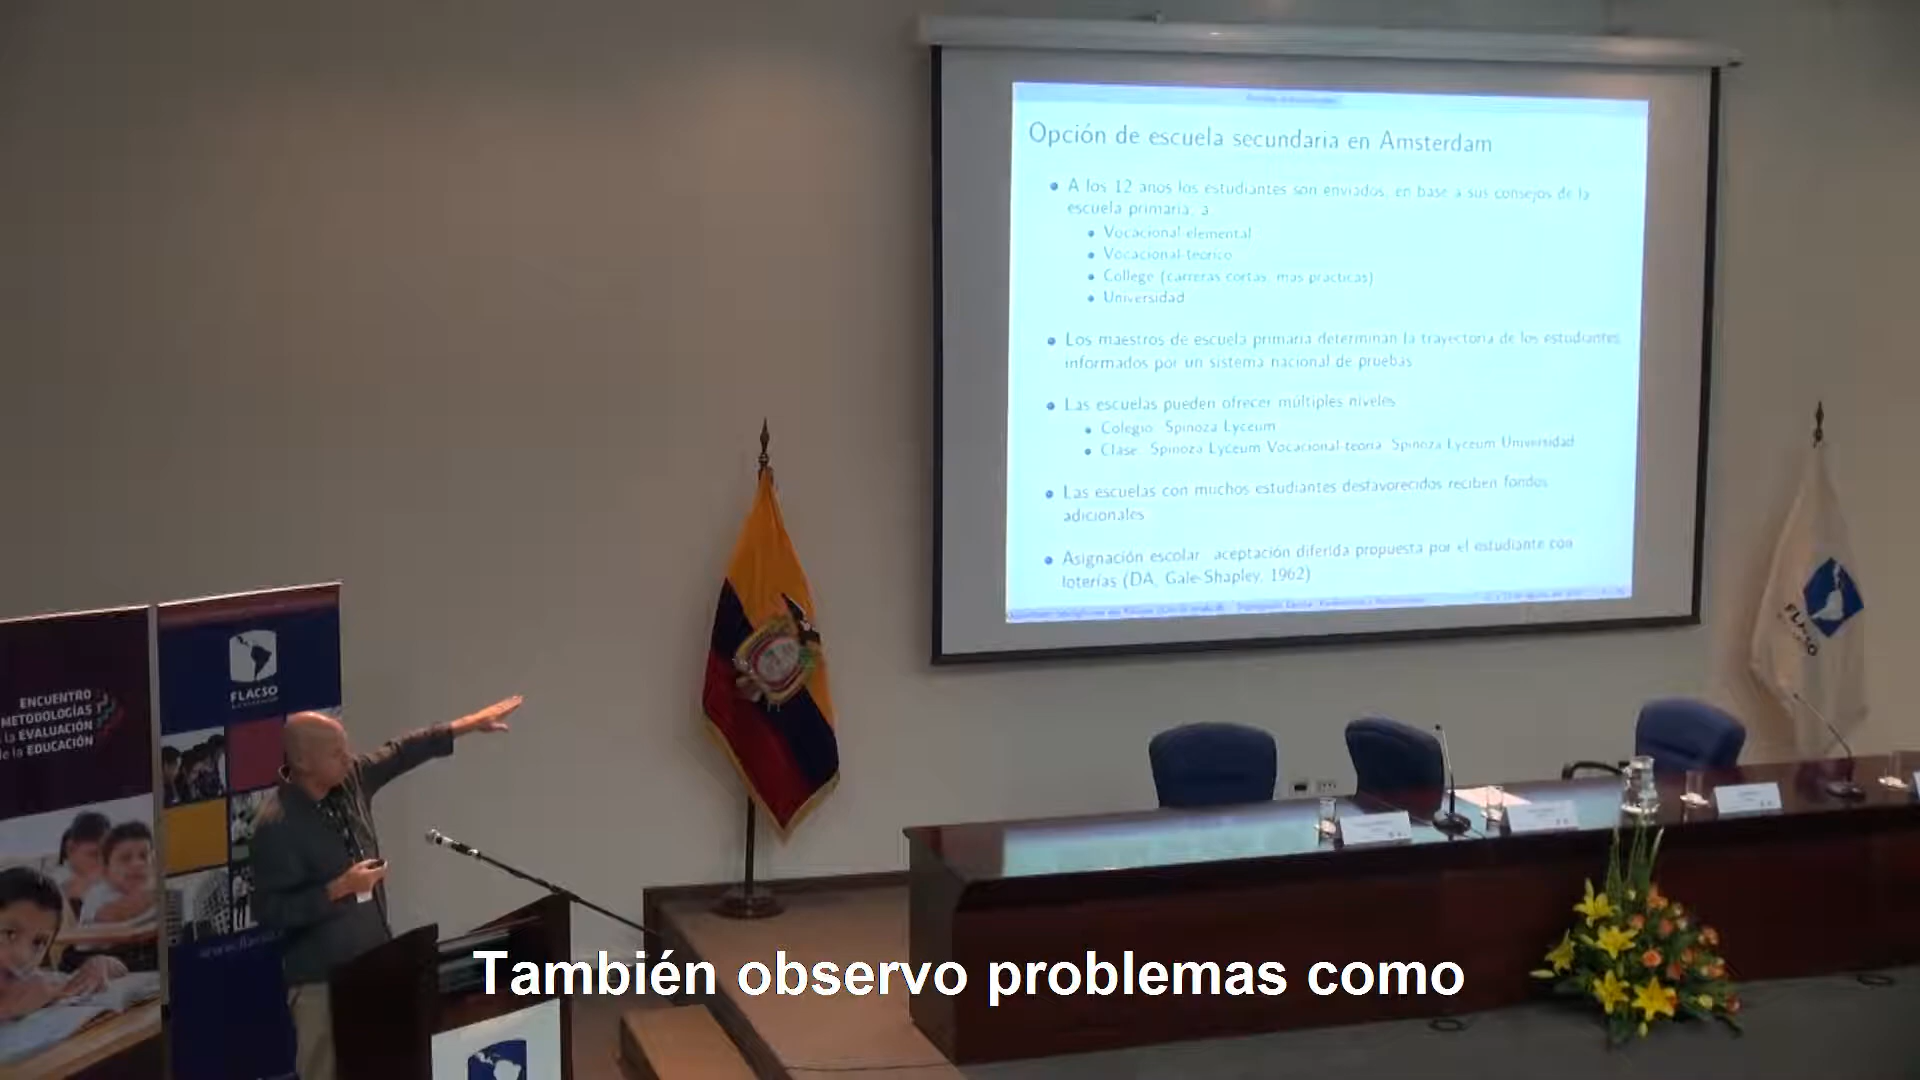 Opción de escuela secundaria en Amsterdam
A los 12 anos los estudiantes son enviados, en base a sus consejos de la
escuela primaria, a
Vocacional elemental
Vocacional teorico
College (carreras cortas, mas practicas)
Universidad
Los maestros de escuela primaria determinan la trayectoria de los estudiantes
informados por un sistema nacional de pruebas
Las escuelas pueden ofrecer múltiples niveles
Colegio: Spinoza Lyceum
Clase: Spinoza Lyceum Vocacional teoria, Spinoza Lyceum Universidad
Las escuelas con muchos estudiantes desfavorecidos reciben fondos
adicionales
Asignación escolar: aceptación diferida propuesta por el estudiante con
loterías (DA, Gale-Shapley, 1962)
FLACSO
FLACSO
ENCUENTRO
METODOLOGÍAS
la EVALUACIÓN
de la EDUCACIÓN
También observo problemas como